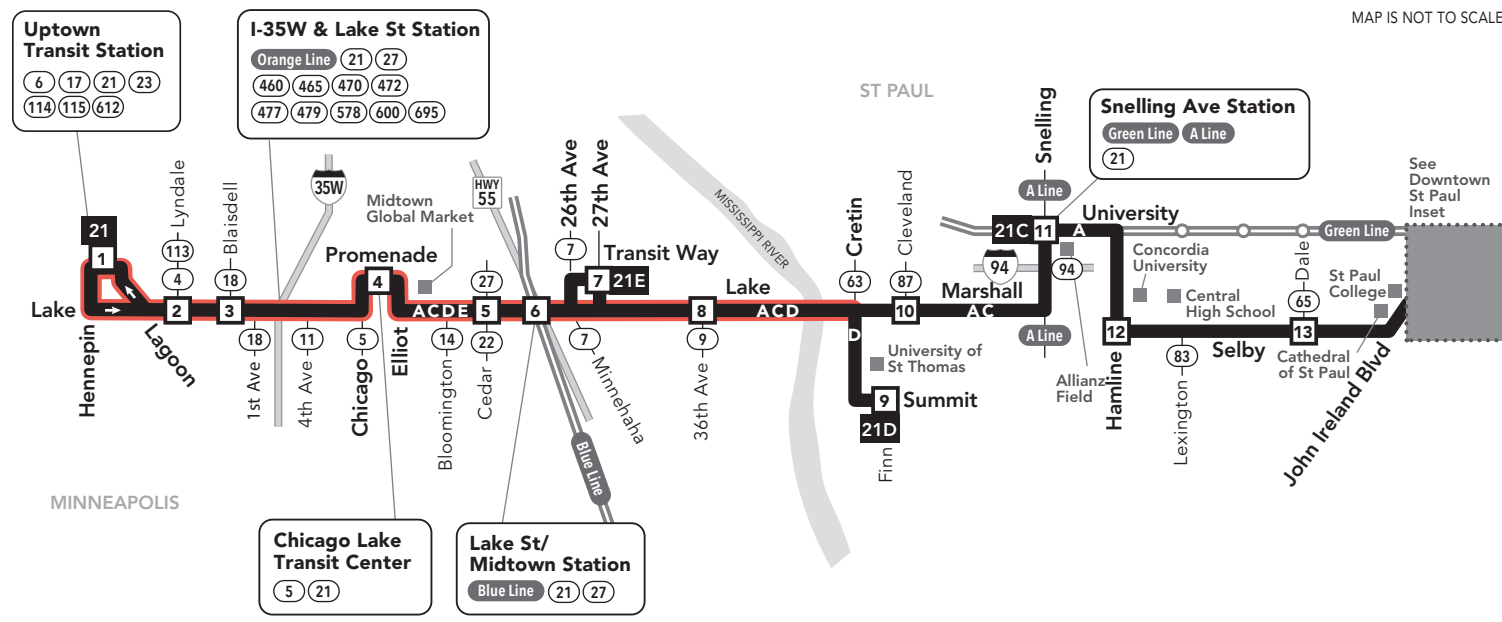 MAP IS NOT TO SCALE
Uptown
Transit Station
6 17 21 23
114 115 612
I-35W & Lake St Station
Orange Line 21 27
460 465 470 472
477 479 578 600 695
ST PAUL
Snelling Ave Station
Green Line A Line
21
See
Downtown
St Paul
Inset
35W
Midtown
Global Market
HWY
55
26th Ave
27th Ave
MISSISSIPPI RIVER
Snelling
A Line
University
21C 11 A
Green Line
Lyndale
113
4
Blaisdell
18
21
1
Promenade
4
7
Transit Way
7 21E
Cretin
63
Cleveland
87
94
94
Marshall
Concordia
University
Central
High School
Dale
65
St Paul
College
Lake
2
3
ACDE
27
5
6
8
Lake
ACD
10
AC
A Line
12
13
Hennepin
Lagoon
18
1st Ave
11
4th Ave
5
Chicago
Elliot
14
Bloomington
22
Cedar
7
Minnehaha
9
36th Ave
D
University of
St Thomas
9 Summit
21D
Finn
Allianz
Field
Hamline
83
Lexington
Selby
Cathedral
of St Paul
John Ireland Blvd
Blue Line
MINNEAPOLIS
Chicago Lake
Transit Center
5 21
Lake St/
Midtown Station
Blue Line 21 27